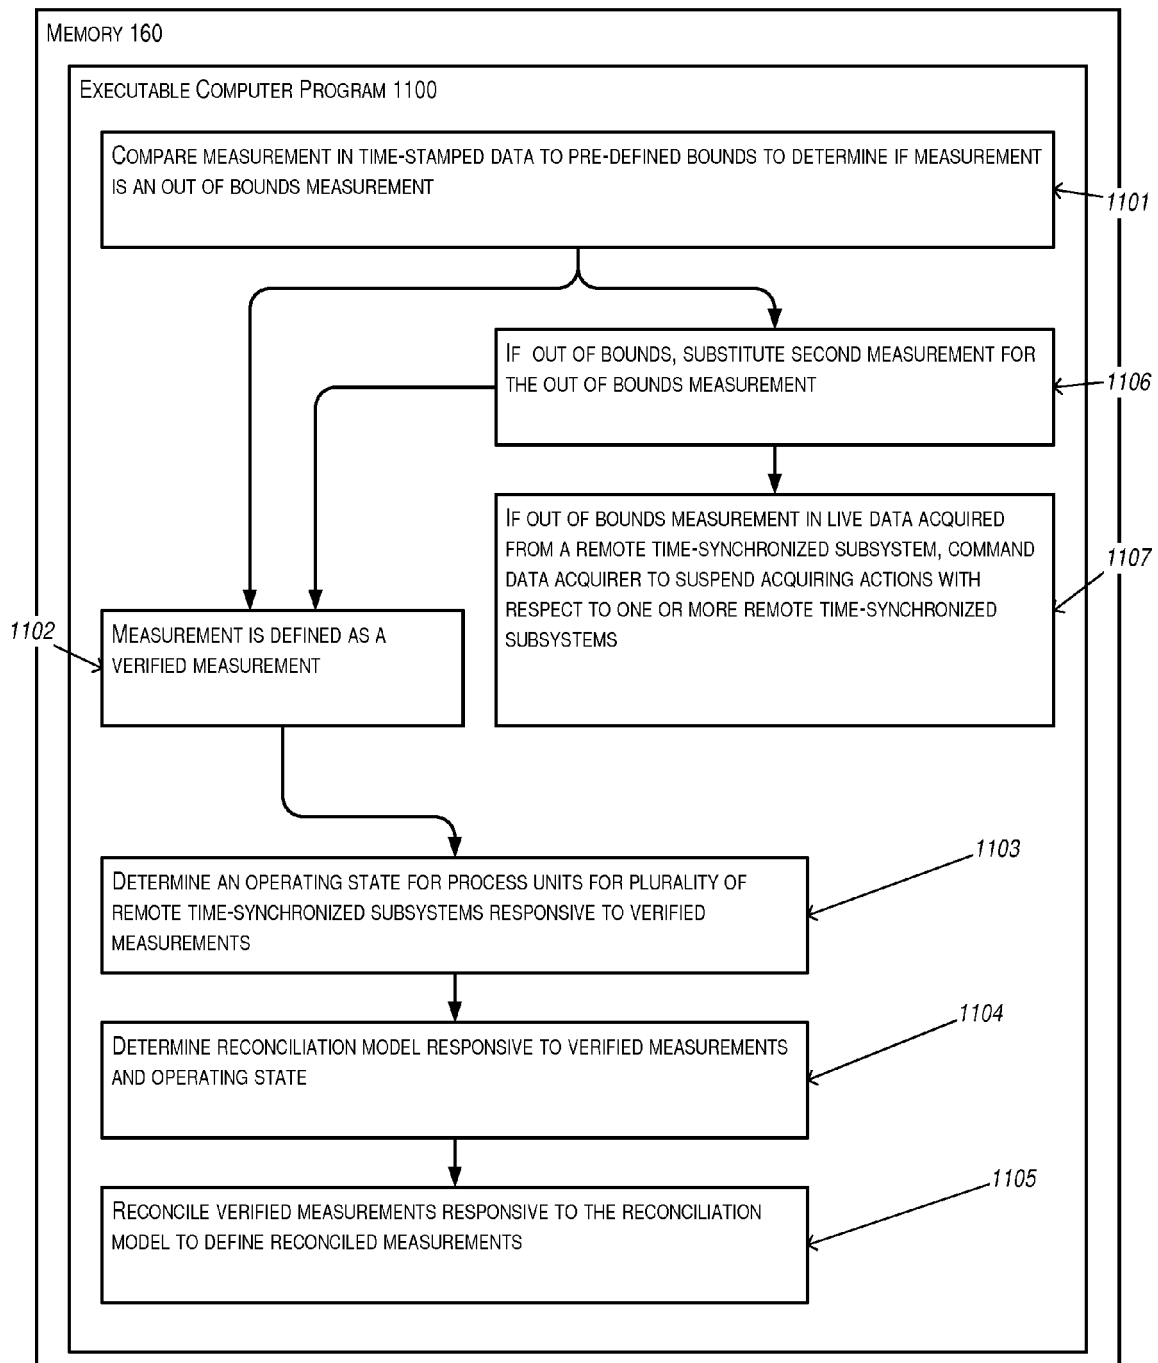 MEMORY 160
EXECUTABLE COMPUTER PROGRAM 1100
COMPARE MEASUREMENT IN TIME-STAMPED DATA TO PRE-DEFINED BOUNDS TO DETERMINE IF MEASUREMENT
IS AN OUT OF BOUNDS MEASUREMENT
1101
IF OUT OF BOUNDS, SUBSTITUTE SECOND MEASUREMENT FOR
THE OUT OF BOUNDS MEASUREMENT
1106
IF OUT OF BOUNDS MEASUREMENT IN LIVE DATA ACQUIRED
FROM A REMOTE TIME-SYNCHRONIZED SUBSYSTEM, COMMAND
DATA ACQUIRER TO SUSPEND ACQUIRING ACTIONS WITH
RESPECT TO ONE OR MORE REMOTE TIME-SYNCHRONIZED
SUBSYSTEMS
1107
1102
MEASUREMENT IS DEFINED AS A
VERIFIED MEASUREMENT
1103
DETERMINE AN OPERATING STATE FOR PROCESS UNITS FOR PLURALITY OF
REMOTE TIME-SYNCHRONIZED SUBSYSTEMS RESPONSIVE TO VERIFIED
MEASUREMENTS
1104
DETERMINE RECONCILIATION MODEL RESPONSIVE TO VERIFIED MEASUREMENTS
AND OPERATING STATE
1105
RECONCILE VERIFIED MEASUREMENTS RESPONSIVE TO THE RECONCILIATION
MODEL TO DEFINE RECONCILED MEASUREMENTS